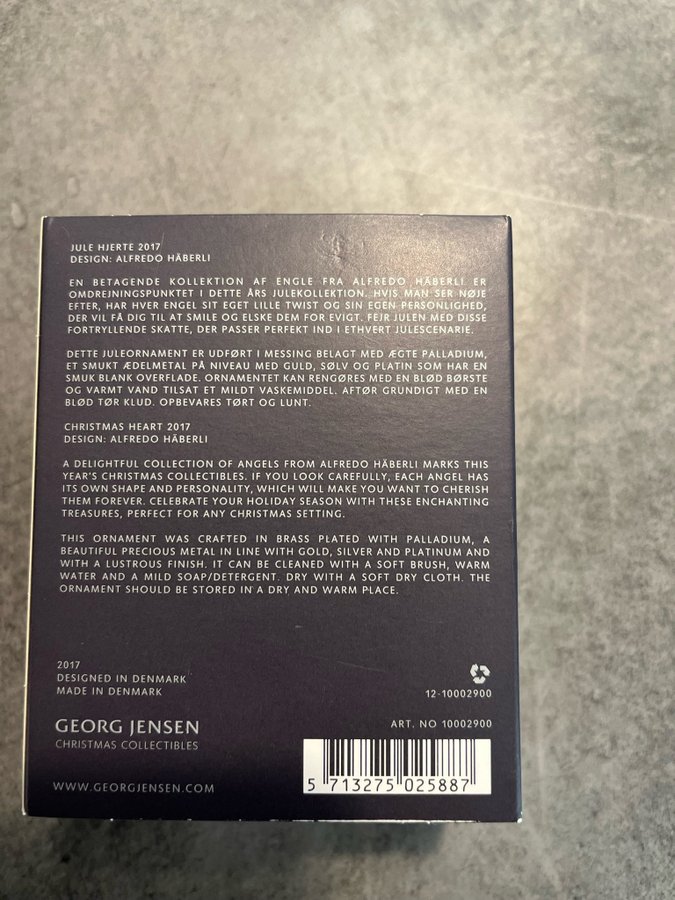 JULE HJERTE 2017
DESIGN: ALFREDO HÄBERLI
EN BETAGENDE KOLLEKTION AF ENGLE FRA ALFREDO HÄBERLI ER
OMDREJNINGSPUNKTET I DETTE ÅRS JULEKOLLEKTION. HVIS MAN SER NØJE
EFTER, HAR HVER ENGEL SIT EGET LILLE TWIST OG SIN EGEN PERSONLIGHED,
DER VIL FÅ DIG TIL AT SMILE OG ELSKE DEM FOR EVIGT. FEJR JULEN MED DISSE
FORTRYLLENDE SKATTE, DER PASSER PERFEKT IND I ETHVERT JULESCENARIE.
DETTE JULEORNAMENT ER UDFØRT I MESSING BELAGT MED ÆGTE PALLADIUM,
ET SMUKT ÆDELMETAL PÅ NIVEAU MED GULD, SØLV OG PLATIN SOM HAR EN
SMUK BLANK OVERFLADE. ORNAMENTET KAN RENGØRES MED EN BLØD BØRSTE
OG VARMT VAND TILSAT ET MILDT VASKEMIDDEL. AFTØR GRUNDIGT MED EN
BLØD TØR KLUD. OPBEVARES TØRT OG LUNT.
CHRISTMAS HEART 2017
DESIGN: ALFREDO HÄBERLI
A DELIGHTFUL COLLECTION OF ANGELS FROM ALFREDO HÄBERLI MARKS THIS
YEAR'S CHRISTMAS COLLECTIBLES. IF YOU LOOK CAREFULLY, EACH ANGEL HAS
ITS OWN SHAPE AND PERSONALITY, WHICH WILL MAKE YOU WANT TO CHERISH
THEM FOREVER. CELEBRATE YOUR HOLIDAY SEASON WITH THESE ENCHANTING
TREASURES, PERFECT FOR ANY CHRISTMAS SETTING.
THIS ORNAMENT WAS CRAFTED IN BRASS PLATED WITH PALLADIUM, A
BEAUTIFUL PRECIOUS METAL IN LINE WITH GOLD, SILVER AND PLATINUM AND
WITH A LUSTROUS FINISH. IT CAN BE CLEANED WITH A SOFT BRUSH, WARM
WATER AND A MILD SOAP/DETERGENT. DRY WITH A SOFT DRY CLOTH. THE
ORNAMENT SHOULD BE STORED IN A DRY AND WARM PLACE.
2017
DESIGNED IN DENMARK
MADE IN DENMARK
12-10002900
GEORG JENSEN
CHRISTMAS COLLECTIBLES
ART. NO 10002900
WWW.GEORGJENSEN.COM
5 713275 025887